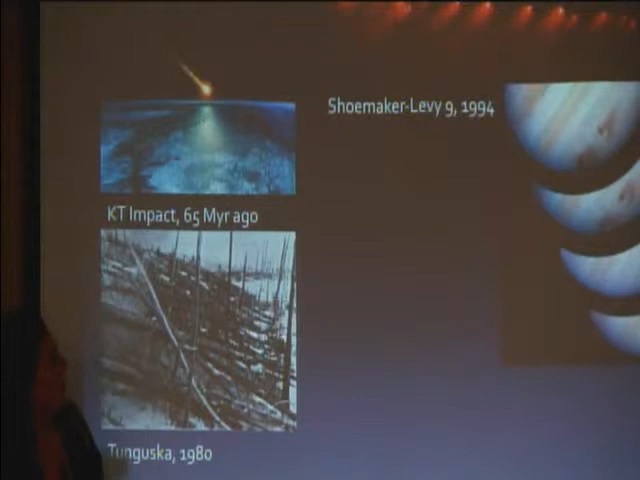 Shoemaker-Levy 9, 1994
KT Impact, 65 Myr ago
Tunguska, 1980